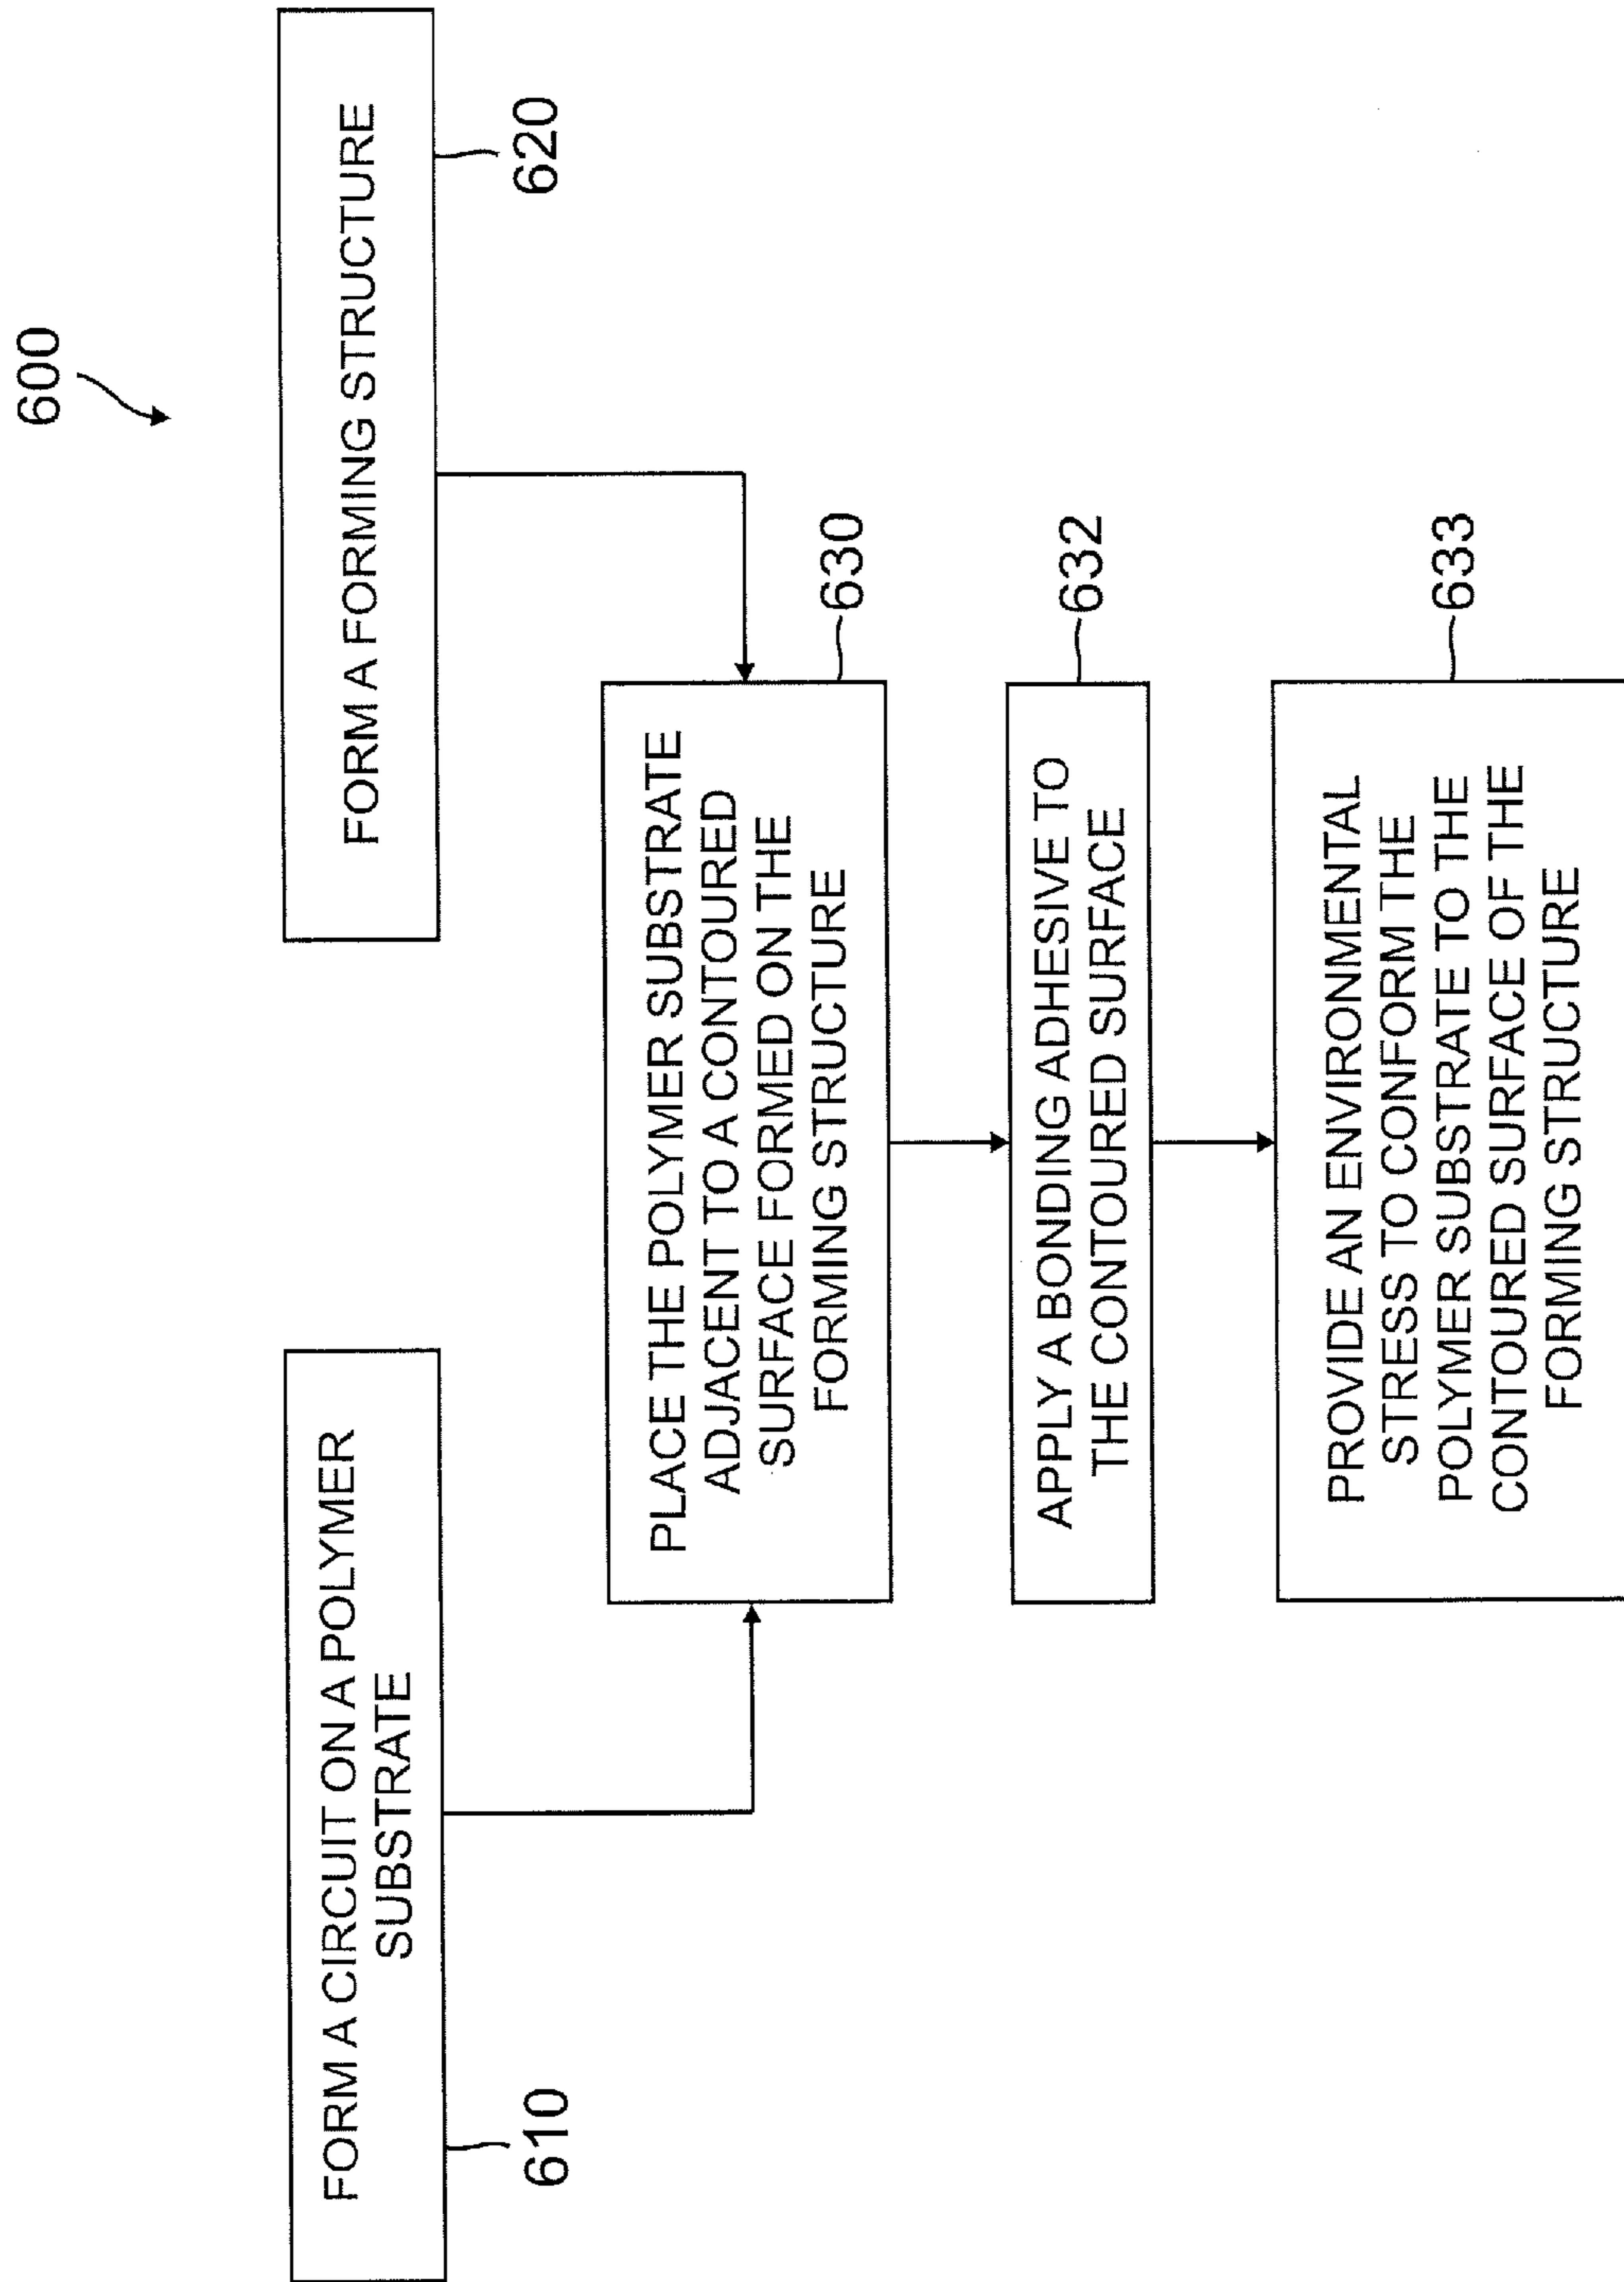 600
FORM A CIRCUIT ON A POLYMER
SUBSTRATE
610
FORM A FORMING STRUCTURE
620
PLACE THE POLYMER SUBSTRATE
ADJACENT TO A CONTOURED
SURFACE FORMED ON THE
FORMING STRUCTURE
630
APPLY A BONDING ADHESIVE TO
THE CONTOURED SURFACE
632
PROVIDE AN ENVIRONMENTAL
STRESS TO CONFORM THE
POLYMER SUBSTRATE TO THE
CONTOURED SURFACE OF THE
FORMING STRUCTURE
633